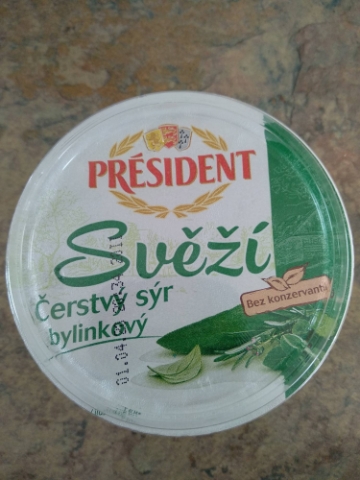 PRÉSIDENT
Svěží
Čerstvý sýr
bylinkový
Bez konzervantů